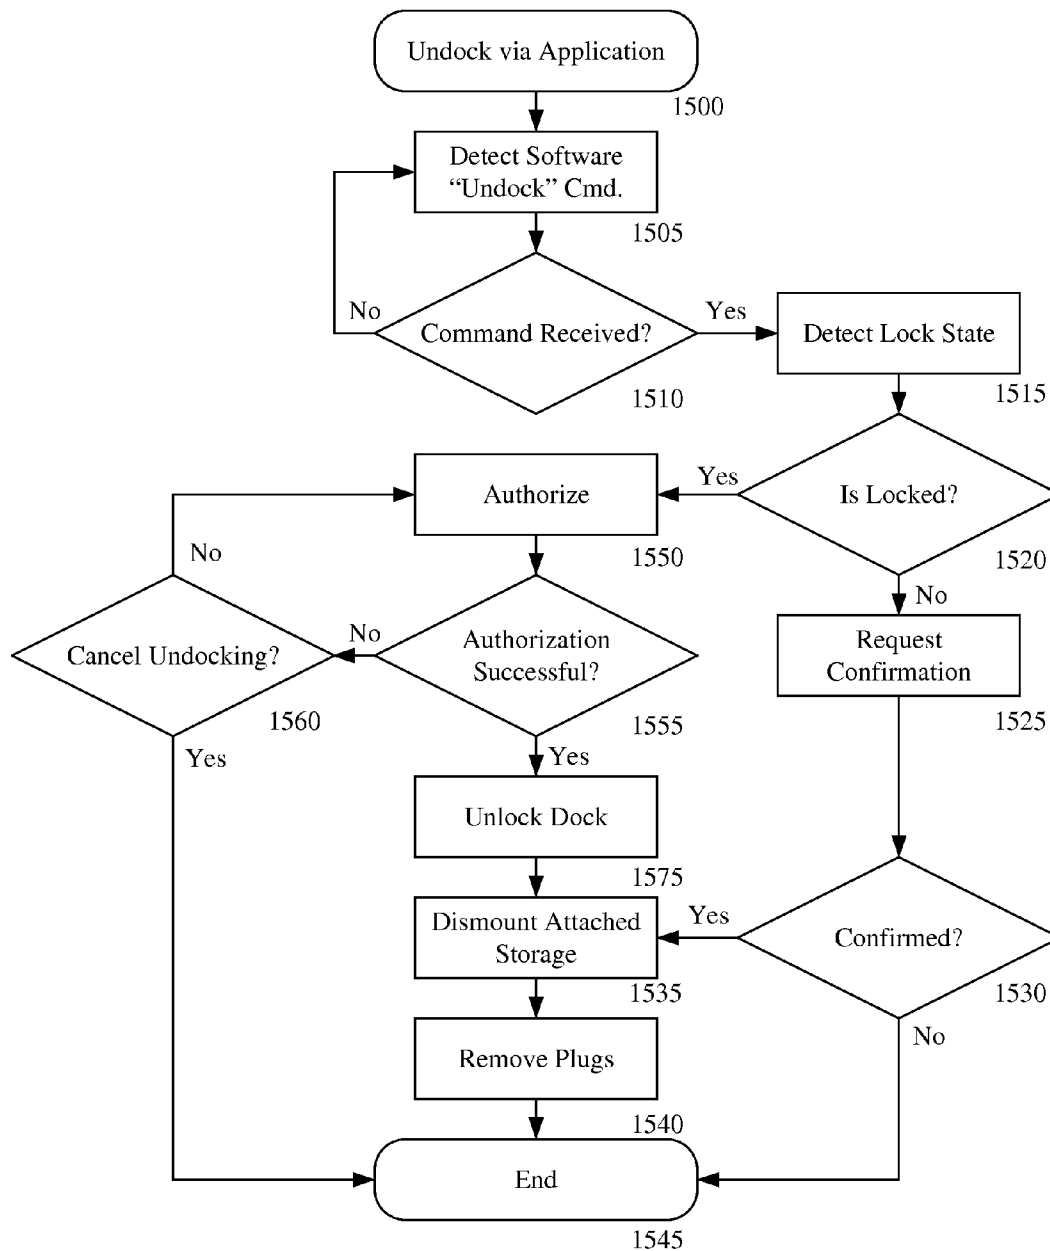 Undock via Application
1500
Detect Software
“Undock” Cmd.
1505
No
Command Received?
Yes
1510
Detect Lock State
1515
Is Locked?
Yes
1520
No
Authorize
1550
Request
Confirmation
1525
Authorization
Successful?
No
1555
Yes
Cancel Undocking?
No
1560
Yes
Unlock Dock
1575
Dismount Attached
Storage
1535
Yes
Confirmed?
1530
No
Remove Plugs
1540
End
1545